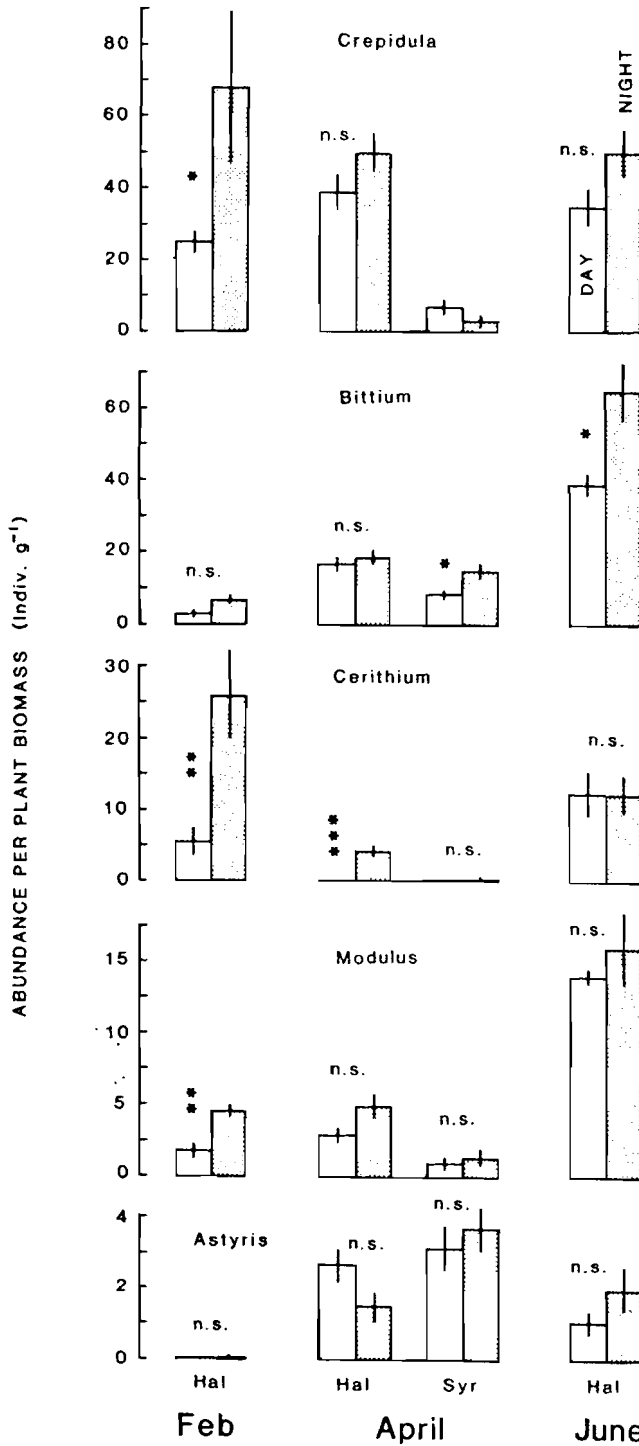 ABUNDANCE PER PLANT BIOMASS (Indiv. g⁻¹)
Crepidula
80
60
40
20
0
*
n.s.
n.s.
DAY
NIGHT
Bittium
60
40
20
0
n.s.
n.s.
*
*
Cerithium
30
20
10
5
0
**
***
n.s.
n.s.
Modulus
15
10
5
0
**
n.s.
n.s.
n.s.
Astyris
4
2
0
n.s.
n.s.
n.s.
n.s.
Hal Hal Syr Hal
Feb April June